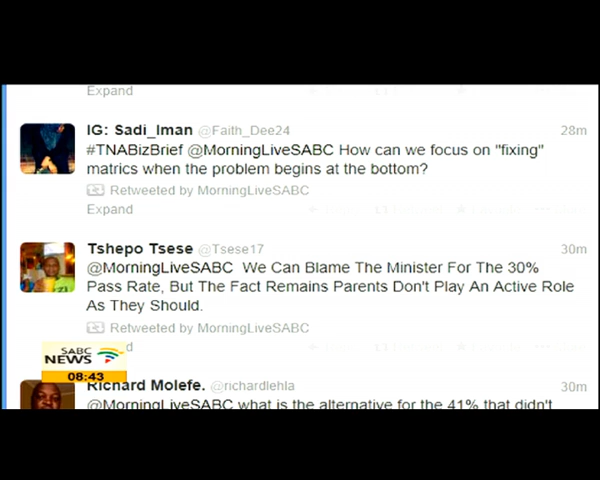 Expand
IG: Sadi_Iman @Faith_Dee24 28m
#TNABizBrief @MorningLiveSABC How can we focus on "fixing"
matrics when the problem begins at the bottom?
Retweeted by MorningLiveSABC
Expand
Tshepo Tsese @Tsese17 30m
@MorningLiveSABC We Can Blame The Minister For The 30%
Pass Rate, But The Fact Remains Parents Don't Play An Active Role
As They Should.
Retweeted by MorningLiveSABC
d
SABC
NEWS
08:43
Richard Molefe. @richardlehla 30m
@MorningLiveSABC what is the alternative for the 41% that didn't